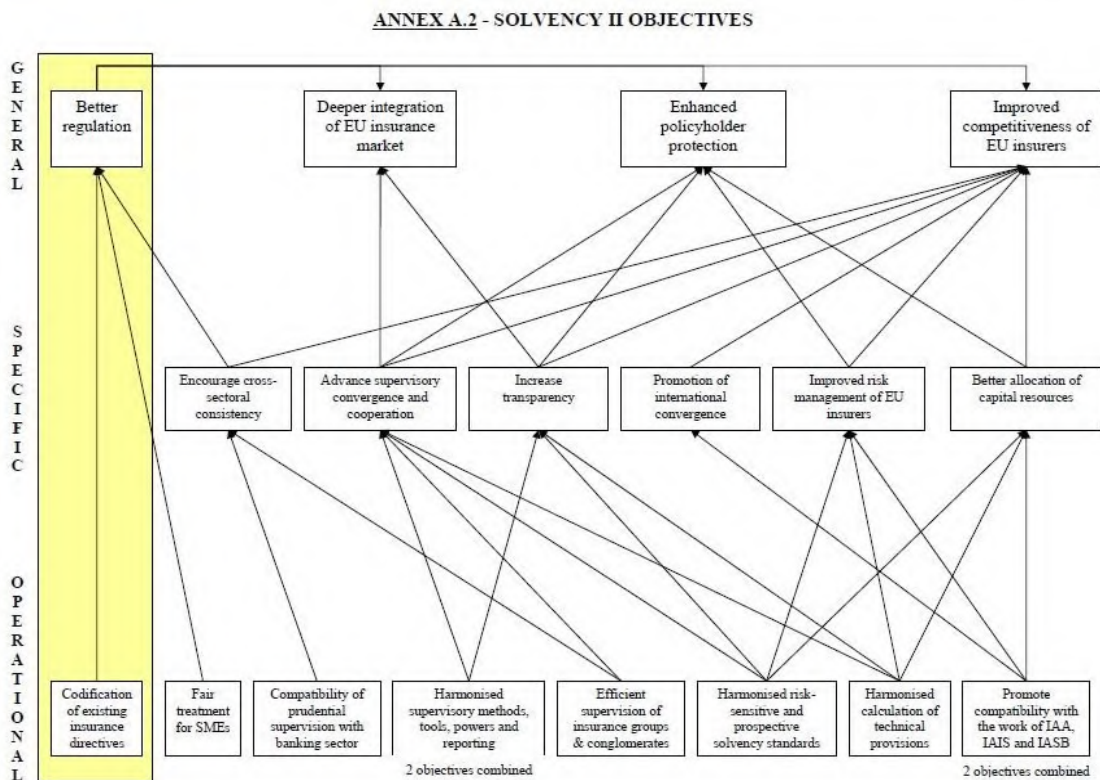 ANNEX A.2 - SOLVENCY II OBJECTIVES
GENERAL
Better
regulation
Deeper integration
of EU insurance
market
Enhanced
policyholder
protection
Improved
competitiveness of
EU insurers
SPECIFIC
Encourage cross-
sectoral
consistency
Advance supervisory
convergence and
cooperation
Increase
transparency
Promotion of
international
convergence
Improved risk
management of EU
insurers
Better allocation of
capital resources
OPERATIONAL
Codification
of existing
insurance
directives
Fair
treatment
for SMEs
Compatibility of
prudential
supervision with
banking sector
Harmonised
supervisory methods,
tools, powers and
reporting
Efficient
supervision of
insurance groups
& conglomerates
Harmonised risk-
sensitive and
prospective
solvency standards
Harmonised
calculation of
technical
provisions
Promote
compatibility with
the work of IAA,
IAIS and IASB
2 objectives combined
2 objectives combined